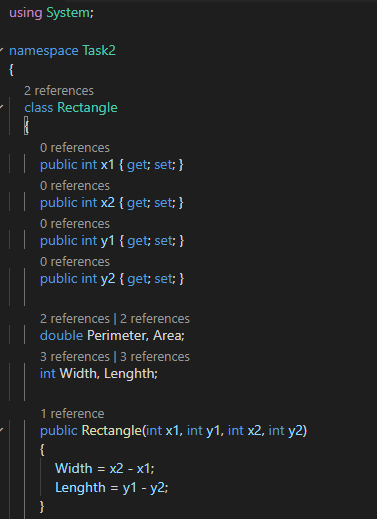 using System;
namespace Task2
{
2 references
class Rectangle
{
0 references
public int x1 { get; set; }
0 references
public int x2 { get; set; }
0 references
public int y1 { get; set; }
0 references
public int y2 { get; set; }
2 references | 2 references
double Perimeter, Area;
3 references | 3 references
int Width, Lenghth;
1 reference
public Rectangle(int x1, int y1, int x2, int y2)
{
Width = x2 - x1;
Lenghth = y1 - y2;
}